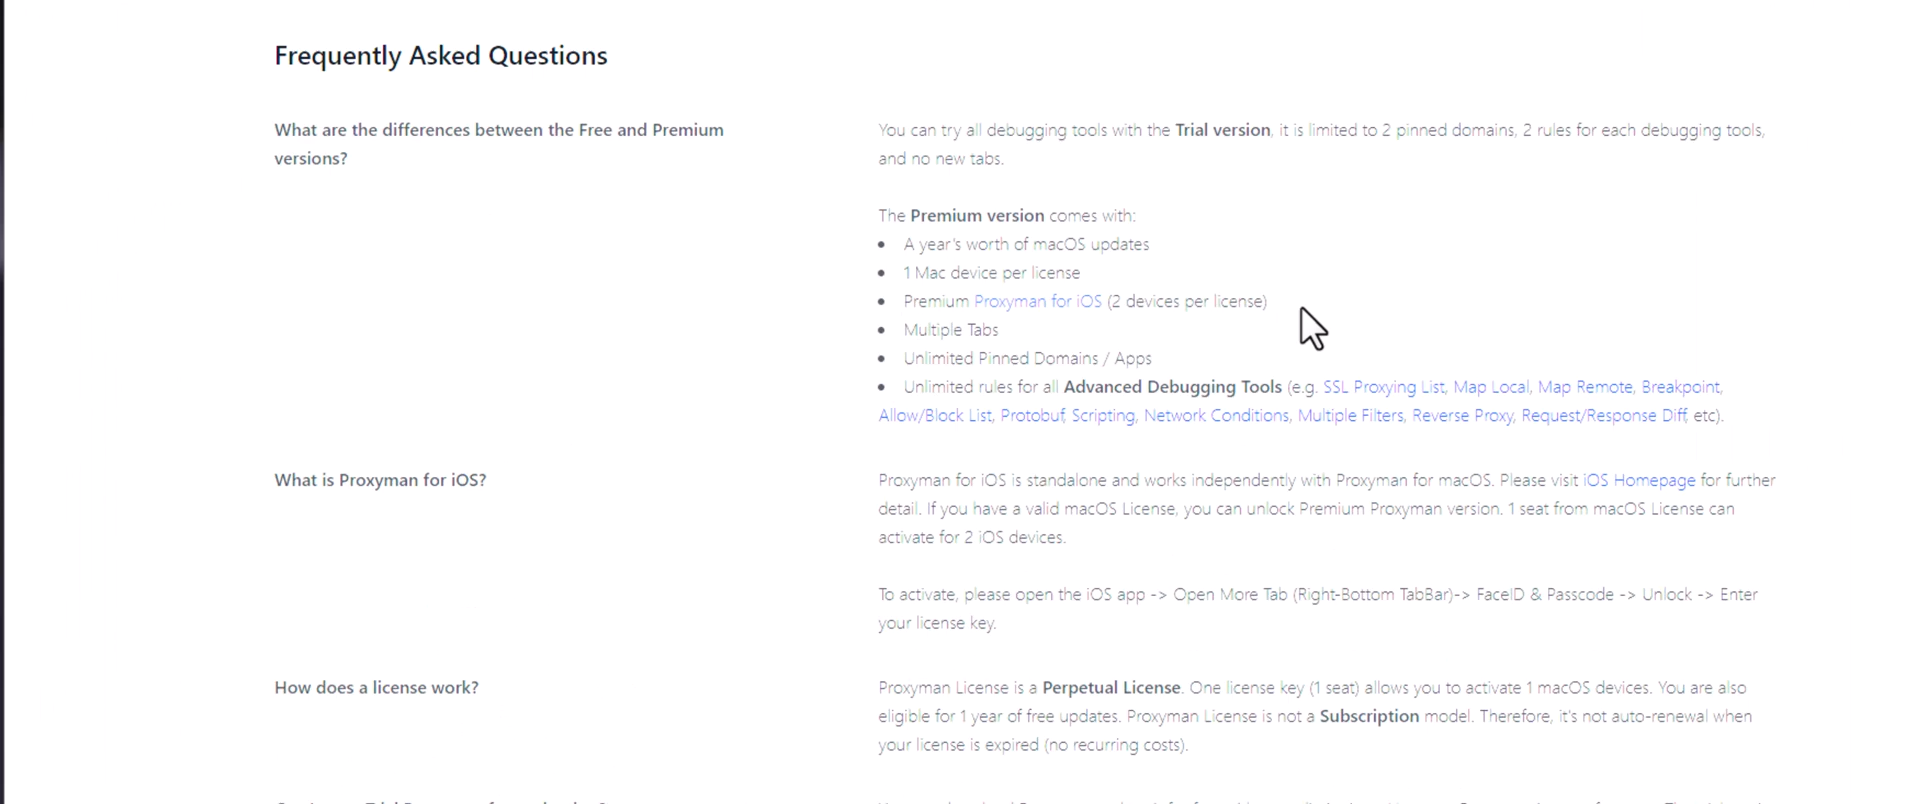 Frequently Asked Questions
What are the differences between the Free and Premium
versions?
You can try all debugging tools with the Trial version, it is limited to 2 pinned domains, 2 rules for each debugging tools,
and no new tabs.
The Premium version comes with:
• A year's worth of macOS updates
• 1 Mac device per license
• Premium Proxyman for iOS (2 devices per license)
• Multiple Tabs
• Unlimited Pinned Domains / Apps
• Unlimited rules for all Advanced Debugging Tools (e.g. SSL Proxying List, Map Local, Map Remote, Breakpoint,
Allow/Block List, Protobuf, Scripting, Network Conditions, Multiple Filters, Reverse Proxy, Request/Response Diff, etc).
What is Proxyman for iOS?
Proxyman for iOS is standalone and works independently with Proxyman for macOS. Please visit iOS Homepage for further
detail. If you have a valid macOS License, you can unlock Premium Proxyman version. 1 seat from macOS License can
activate for 2 iOS devices.
To activate, please open the iOS app -> Open More Tab (Right-Bottom TabBar)-> FaceID & Passcode -> Unlock -> Enter
your license key.
How does a license work?
Proxyman License is a Perpetual License. One license key (1 seat) allows you to activate 1 macOS devices. You are also
eligible for 1 year of free updates. Proxyman License is not a Subscription model. Therefore, it's not auto-renewal when
your license is expired (no recurring costs).